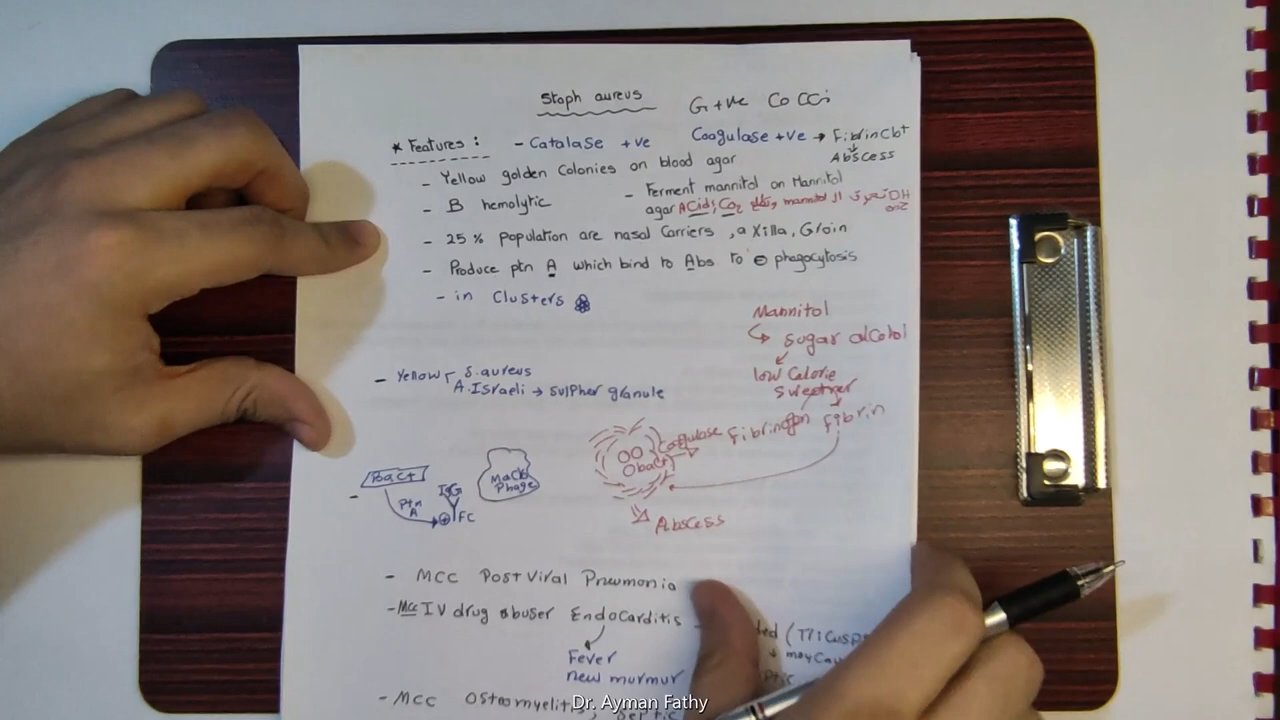 Staph aureus G+ve Cocci
* Features : - Catalase +ve Coagulase +ve → Fibrin Clot
↓
Abscess
- Yellow golden Colonies on blood agar
- B hemolytic - Ferment mannitol on Mannitol
agar Acid, Co2 mannitol
- 25 % population are nasal Carriers , axilla, Groin
- Produce ptn A which bind to Abs to ⊖ phagocytosis
- in Clusters
Mannitol
↳ sugar alcohol
low Calorie
sweetner
- Yellow S.aureus
A.Israeli → sulpher granule
bact Coagulase Fibrinogen Fibrin
Abscess
- Bact Ptn A IgG FC Macro Phage
- MCC Post Viral Pneumonia
- MCC IV drug abuser Endocarditis
Fever
new murmur
- MCC Osteomyelitis,
Dr. Ayman Fathy